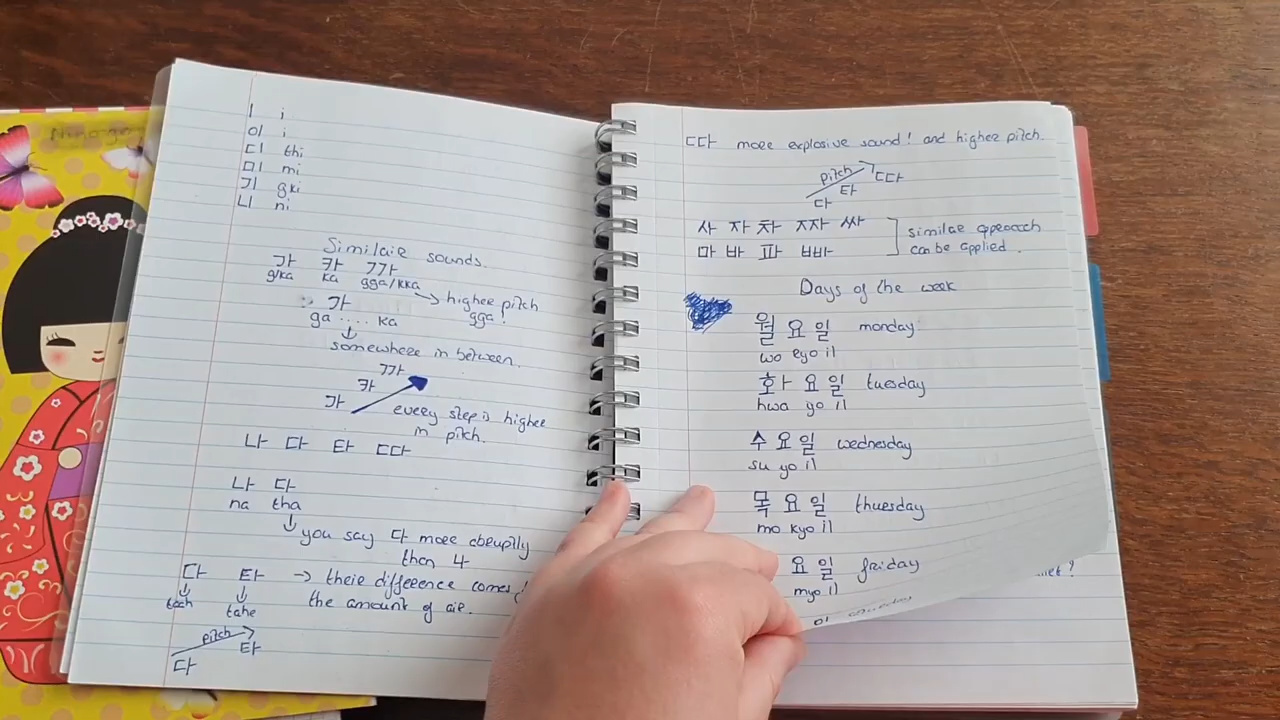 ㅣ i
이 i
디 thi
미 mi
기 gki
니 ni
Similair sounds.
가 카 까
g/ka ka gga/kka
→ higher pitch
가 gga!
ga .... ka
↓
somewhere in between.
까
카
가 every step is higher
in pitch.
나 다 타 따
나 다
na tha
↓
you say 다 more abruptly
than 나
다 타 → their difference comes
↓ ↓ the amount of air.
tach tahe
pitch
타
다
따 more explosive sound! and higher pitch
pitch 따
타
다
사 자 차 짜 싸 similar approach
마 바 파 빠 can be applied.
Days of the week
월 요 일 monday
wo ryo il
화 요 일 tuesday
hwa yo il
수 요 일 wednesday
su yo il
목 요 일 thursday
mo kyo il
요 일 friday
myo il